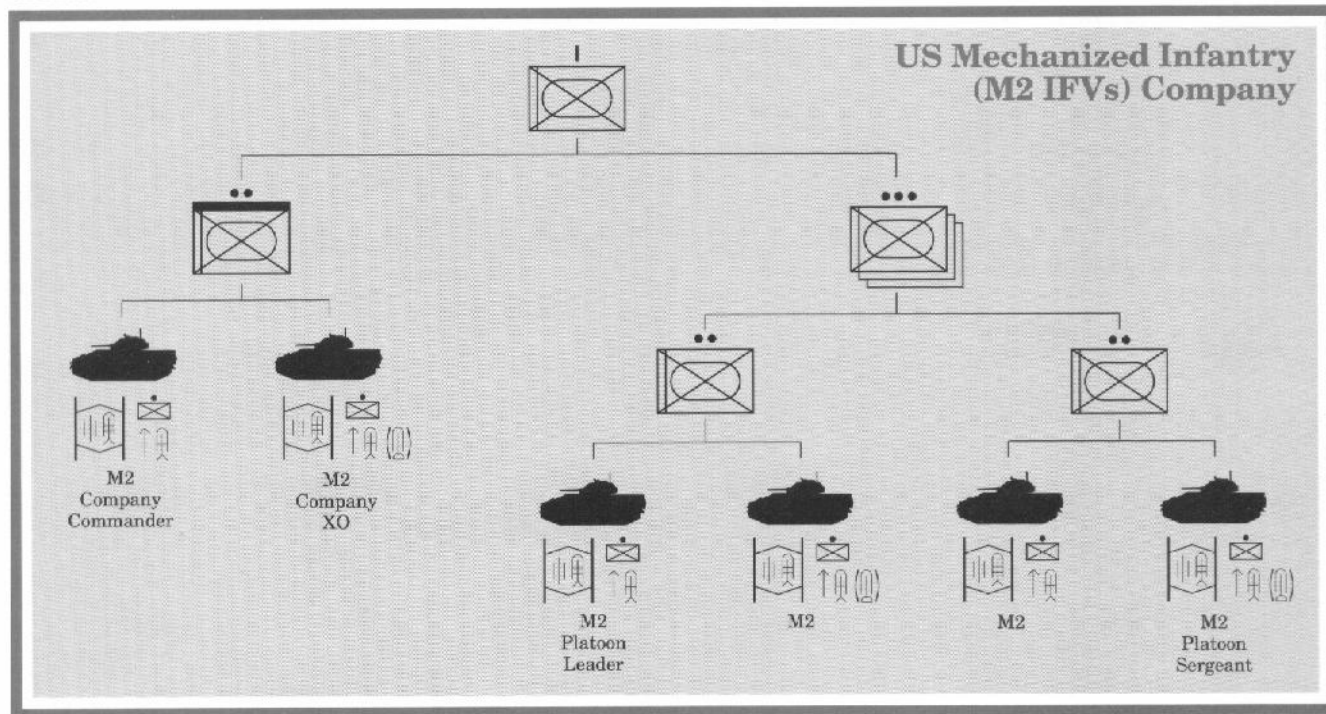 US Mechanized Infantry
(M2 IFVs) Company
M2
Company
Commander
M2
Company
XO
M2
Platoon
Leader
M2
M2
M2
Platoon
Sergeant